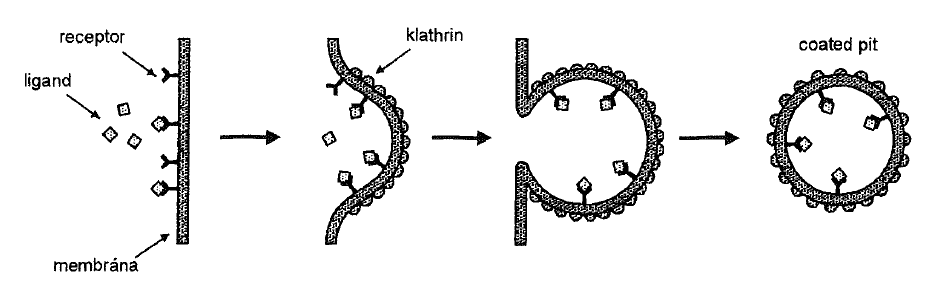 receptor
ligand
membrána
klathrin
coated pit